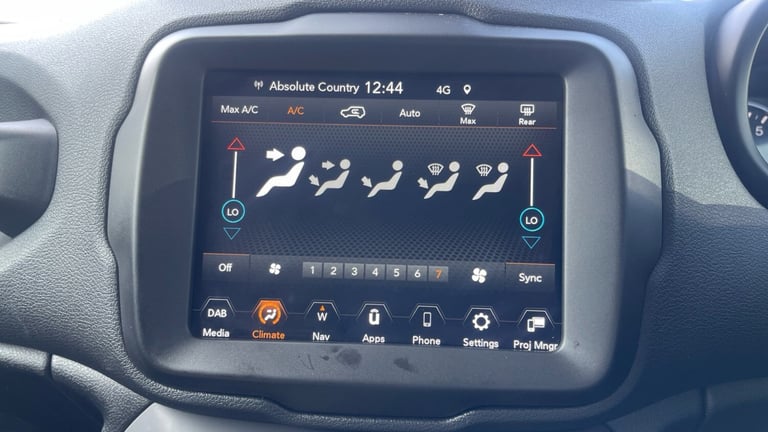 Absolute Country 12:44 4G
Max A/C A/C Auto Max Rear
LO LO
Off 1 2 3 4 5 6 7 Sync
DAB W
Media Climate Nav Apps Phone Settings Proj Mngr
5